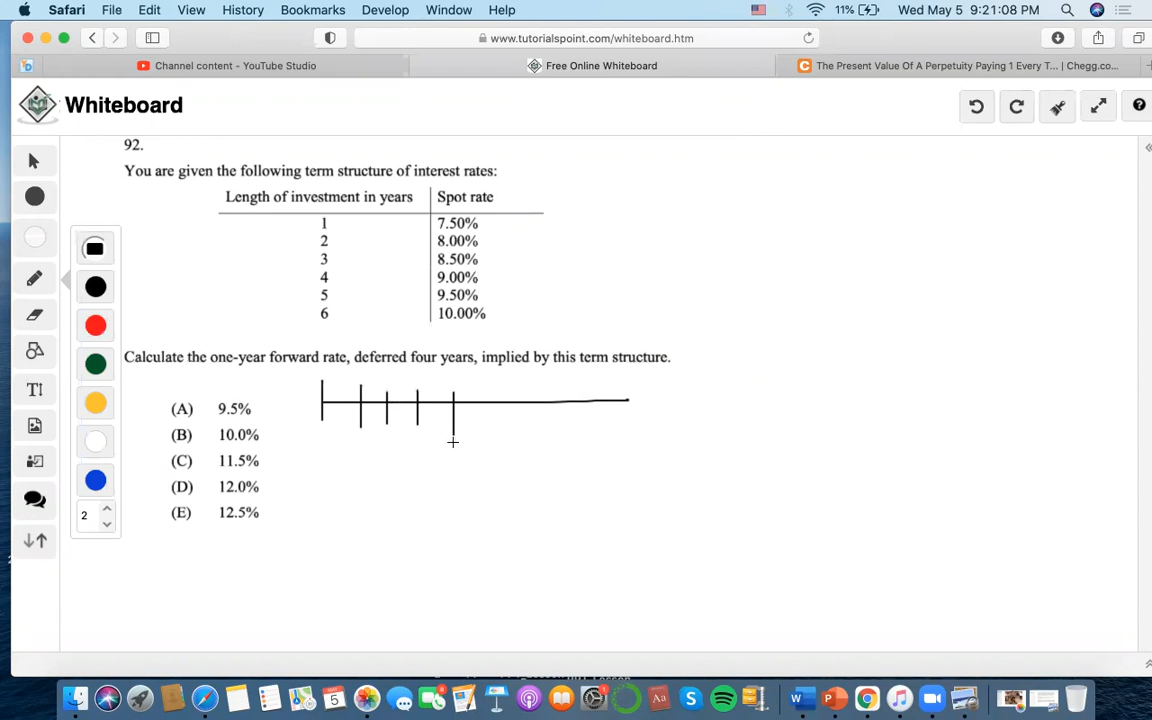 Safari File Edit View History Bookmarks Develop Window Help 11% Wed May 5 9:21:08 PM
www.tutorialspoint.com/whiteboard.htm
Channel content - YouTube Studio Free Online Whiteboard The Present Value Of A Perpetuity Paying 1 Every T... | Chegg.co...
Whiteboard
92.
You are given the following term structure of interest rates:
Length of investment in years Spot rate
1 7.50%
2 8.00%
3 8.50%
4 9.00%
5 9.50%
6 10.00%
Calculate the one-year forward rate, deferred four years, implied by this term structure.
(A) 9.5%
(B) 10.0%
(C) 11.5%
(D) 12.0%
(E) 12.5%
2